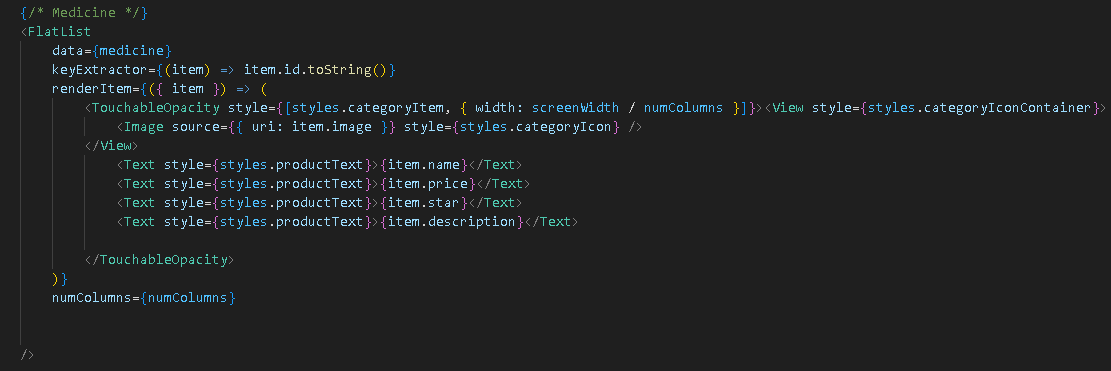 {/* Medicine */}
<FlatList
data={medicine}
keyExtractor={(item) => item.id.toString()}
renderItem={({ item }) => (
<TouchableOpacity style={[styles.categoryItem, { width: screenWidth / numColumns }]}><View style={styles.categoryIconContainer}>
<Image source={{ uri: item.image }} style={styles.categoryIcon} />
</View>
<Text style={styles.productText}>{item.name}</Text>
<Text style={styles.productText}>{item.price}</Text>
<Text style={styles.productText}>{item.star}</Text>
<Text style={styles.productText}>{item.description}</Text>
</TouchableOpacity>
)}
numColumns={numColumns}
/>